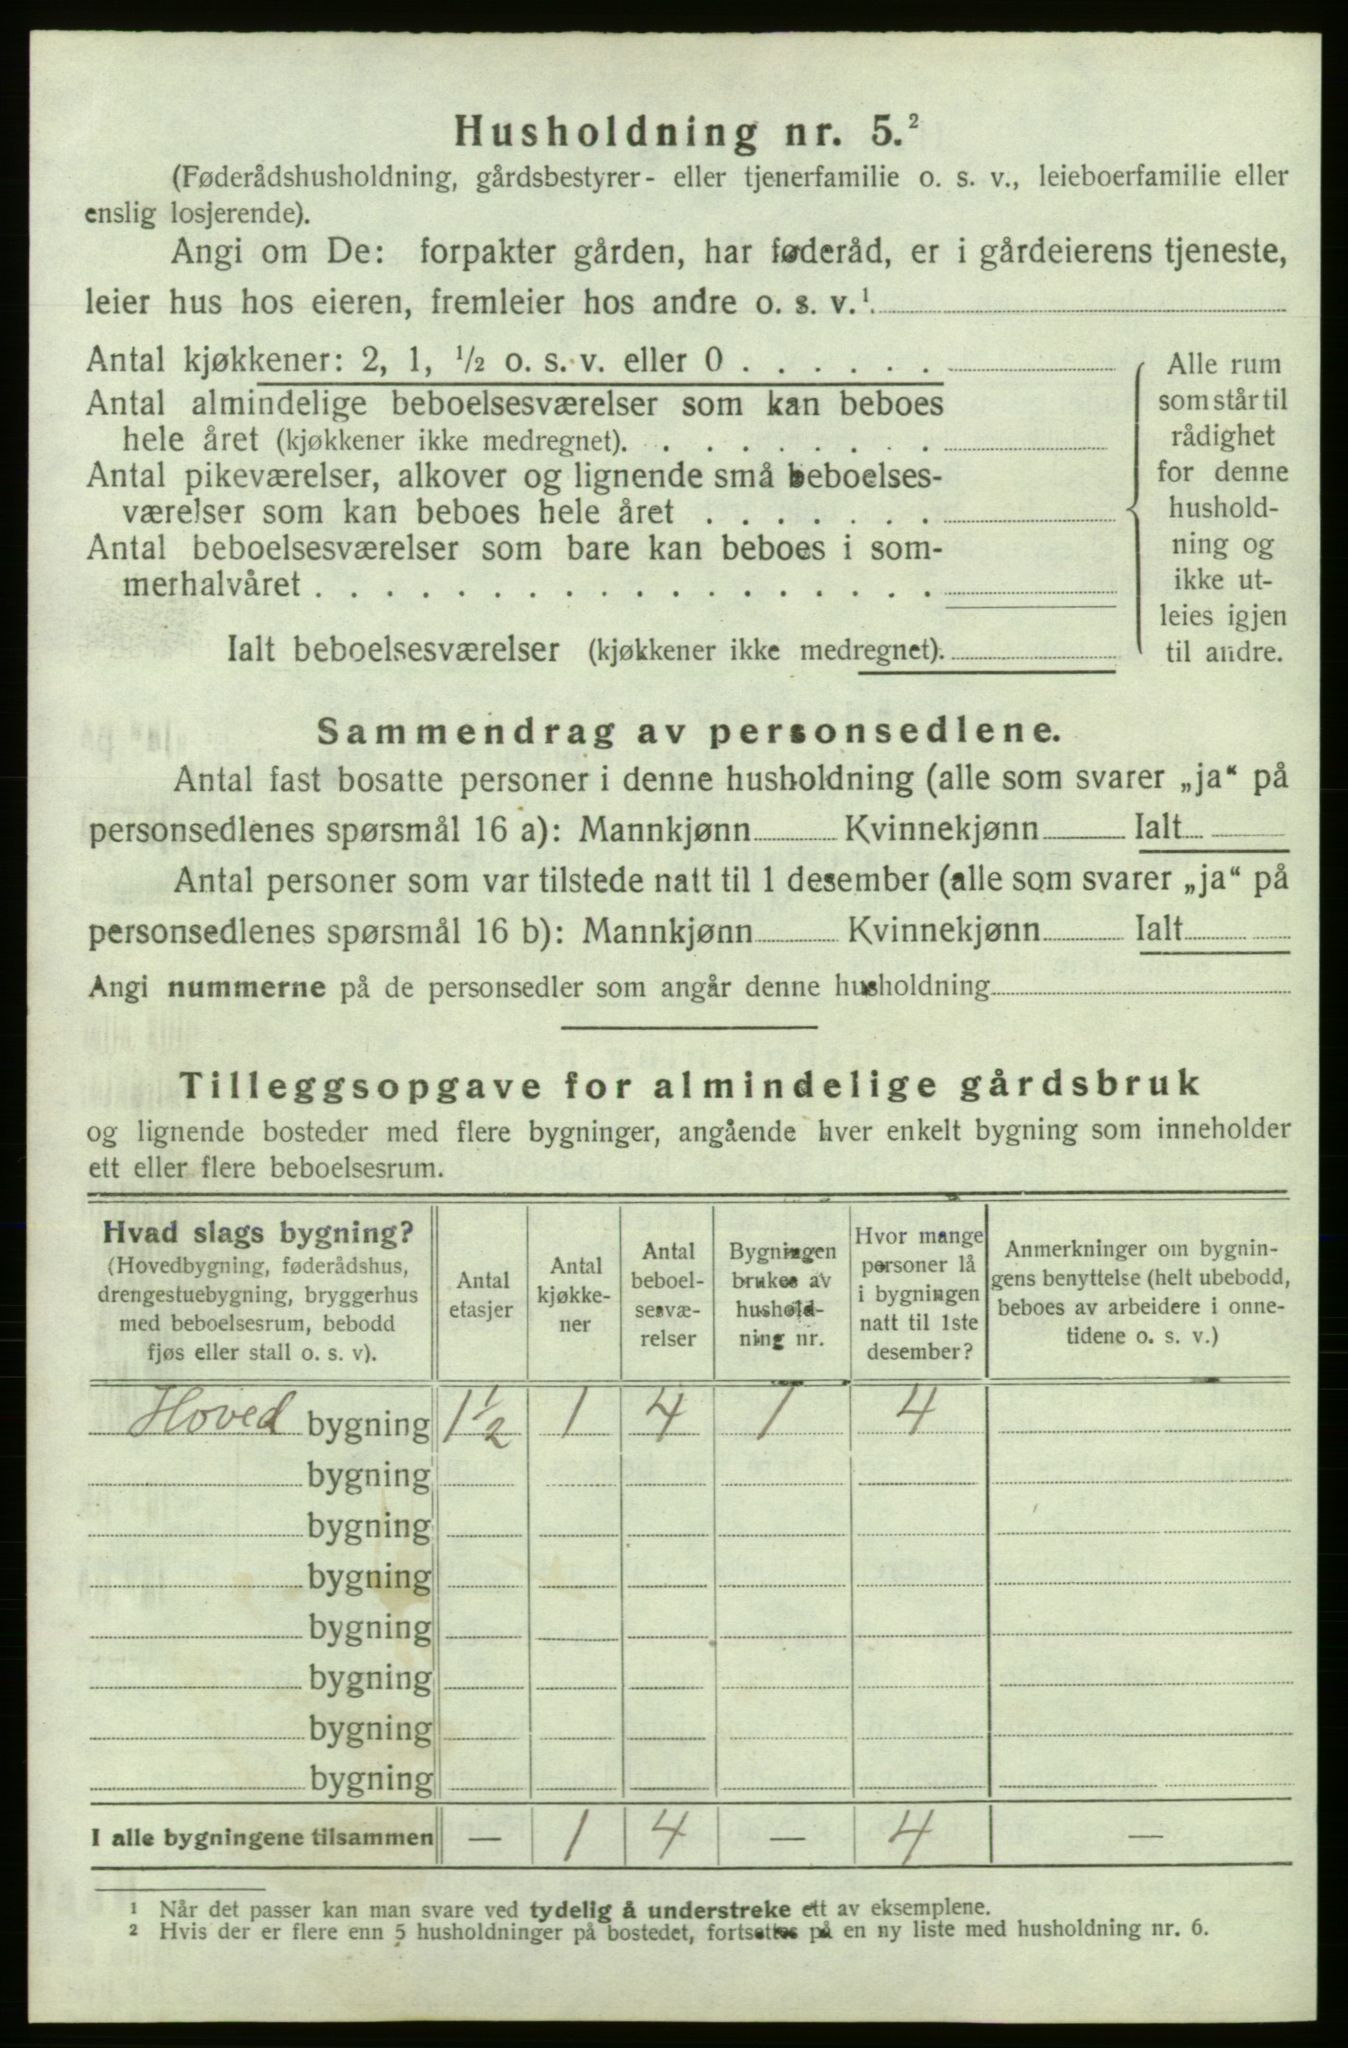 Husholdning nr. 5.²
(Føderådshusholdning, gårdsbestyrer- eller tjenerfamilie o. s. v., leieboerfamilie eller
enslig losjerende).
Angi om De: forpakter gården, har føderåd, er i gårdeierens tjeneste,
leier hus hos eieren, fremleier hos andre o. s. v.¹
Antal kjøkkener: 2, 1, ½ o. s. v. eller 0 . . . . . .
Antal almindelige beboelsesværelser som kan beboes
hele året (kjøkkener ikke medregnet). . . . . . . . .
Antal pikeværelser, alkover og lignende små beboelses-
værelser som kan beboes hele året . . . . . . .
Antal beboelsesværelser som bare kan beboes i som-
merhalvåret . . . . . . . . . . . . . . . . . .
Ialt beboelsesværelser (kjøkkener ikke medregnet).
Alle rum
som står til
rådighet
for denne
hushold-
ning og
ikke ut-
leies igjen
til andre.
Sammendrag av personsedlene.
Antal fast bosatte personer i denne husholdning (alle som svarer „ja“ på
personsedlenes spørsmål 16 a): Mannkjønn Kvinnekjønn Ialt
Antal personer som var tilstede natt til 1 desember (alle som svarer „ja“ på
personsedlenes spørsmål 16 b): Mannkjønn Kvinnekjønn Ialt
Angi nummerne på de personsedler som angår denne husholdning
Tilleggsopgave for almindelige gårdsbruk
og lignende bosteder med flere bygninger, angående hver enkelt bygning som inneholder
ett eller flere beboelsesrum.
Hvad slags bygning?
(Hovedbygning, føderådshus,
drengestuebygning, bryggerhus
med beboelsesrum, bebodd
fjøs eller stall o. s. v).
Antal
etasjer
Antal
kjøkke-
ner
Antal
beboel-
sesvæ-
relser
Bygningen
brukes av
hushold-
ning nr.
Hvor mange
personer lå
i bygningen
natt til 1ste
desember?
Anmerkninger om bygnin-
gens benyttelse (helt ubebodd,
beboes av arbeidere i onne-
tidene o. s. v.)
Hoved bygning 1½ 1 4 1 4
bygning
bygning
bygning
bygning
bygning
bygning
bygning
I alle bygningene tilsammen — 1 4 — 4 —
¹ Når det passer kan man svare ved tydelig å understreke ett av eksemplene.
² Hvis der er flere enn 5 husholdninger på bostedet, fortsettes på en ny liste med husholdning nr. 6.